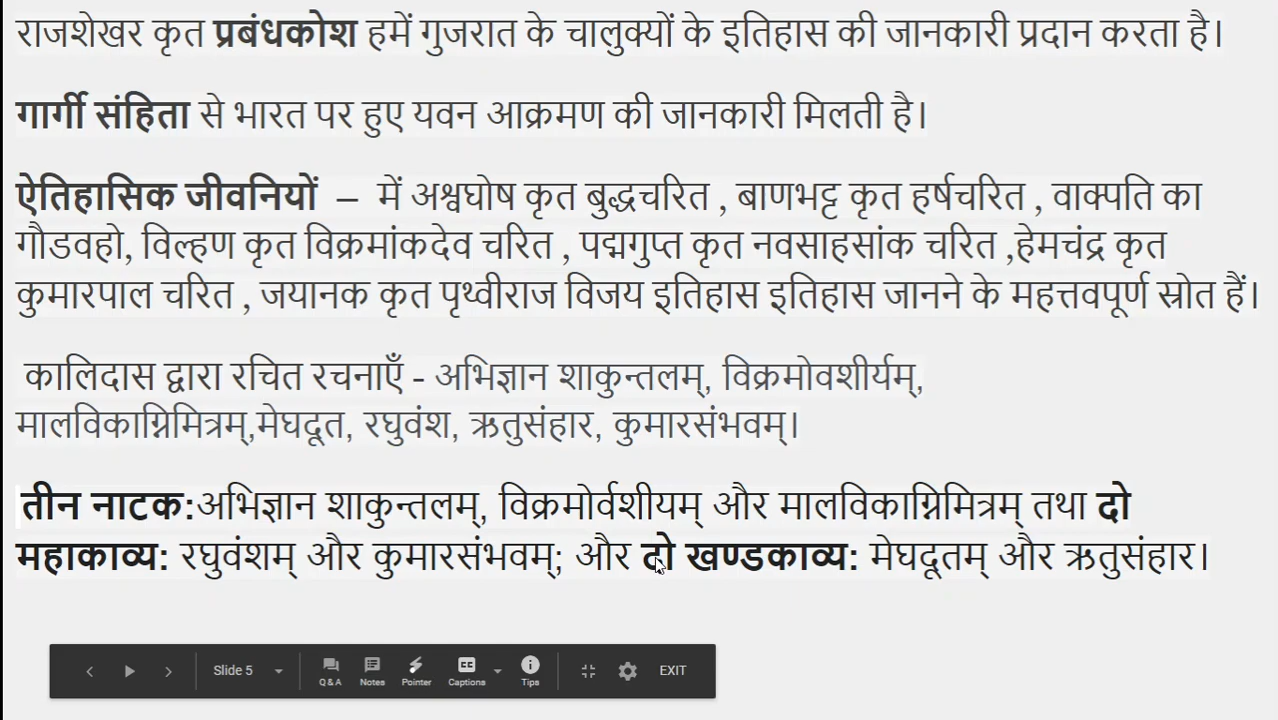 राजशेखर कृत प्रबंधकोश हमें गुजरात के चालुक्यों के इतिहास की जानकारी प्रदान करता है।
गार्गी संहिता से भारत पर हुए यवन आक्रमण की जानकारी मिलती है।
ऐतिहासिक जीवनियों – में अश्वघोष कृत बुद्धचरित , बाणभट्ट कृत हर्षचरित , वाक्पति का
गौडवहो, विल्हण कृत विक्रमांकदेव चरित , पद्मगुप्त कृत नवसाहसांक चरित ,हेमचंद्र कृत
कुमारपाल चरित , जयानक कृत पृथ्वीराज विजय इतिहास इतिहास जानने के महत्तवपूर्ण स्रोत हैं।
कालिदास द्वारा रचित रचनाएँ - अभिज्ञान शाकुन्तलम्, विक्रमोवशीर्यम्,
मालविकाग्निमित्रम्,मेघदूत, रघुवंश, ऋतुसंहार, कुमारसंभवम्।
तीन नाटक:अभिज्ञान शाकुन्तलम्, विक्रमोर्वशीयम् और मालविकाग्निमित्रम् तथा दो
महाकाव्य: रघुवंशम् और कुमारसंभवम्; और दो खण्डकाव्य: मेघदूतम् और ऋतुसंहार।
Slide 5 Q & A Notes Pointer CC Captions Tips EXIT